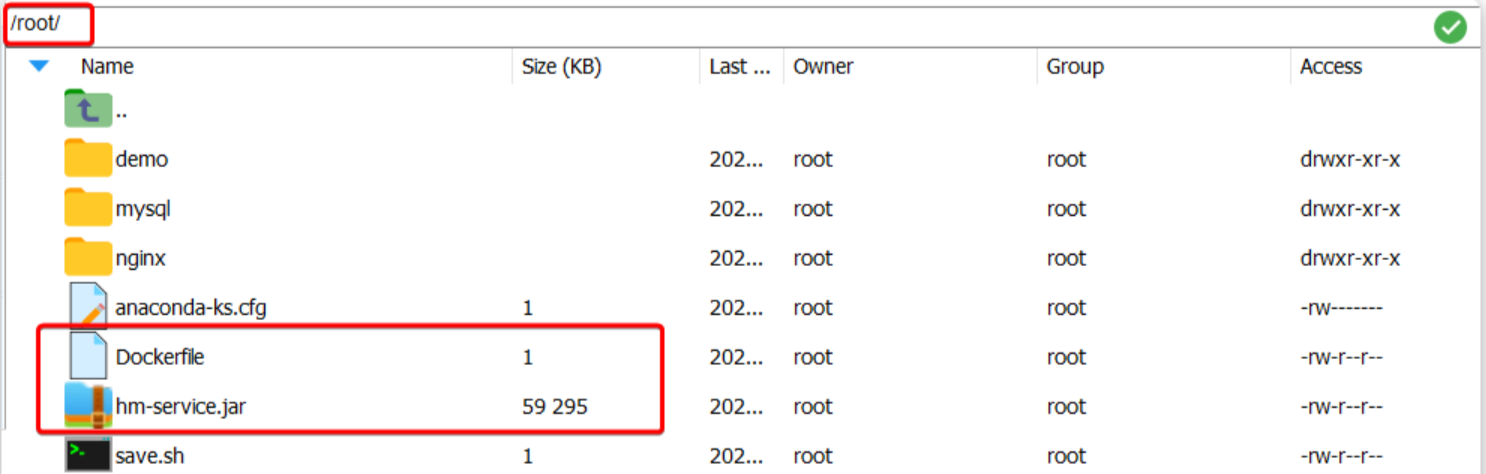 /root/
Name Size (KB) Last ... Owner Group Access
..
demo 202... root root drwxr-xr-x
mysql 202... root root drwxr-xr-x
nginx 202... root root drwxr-xr-x
anaconda-ks.cfg 1 202... root root -rw-------
Dockerfile 1 202... root root -rw-r--r--
hm-service.jar 59 295 202... root root -rw-r--r--
save.sh 1 202... root root -rw-r--r--